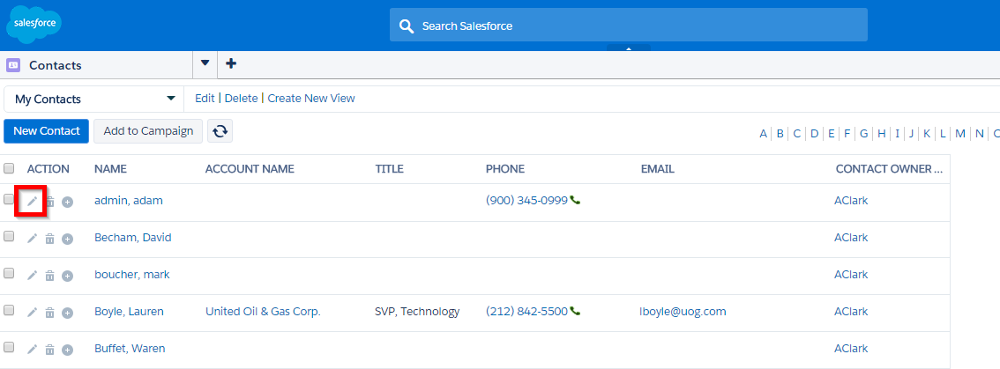 salesforce
Search Salesforce
Contacts
My Contacts Edit | Delete | Create New View
New Contact Add to Campaign A B C D E F G H I J K L M N
ACTION NAME ACCOUNT NAME TITLE PHONE EMAIL CONTACT OWNER ...
admin, adam (900) 345-0999 AClark
Becham, David AClark
boucher, mark AClark
Boyle, Lauren United Oil & Gas Corp. SVP, Technology (212) 842-5500 lboyle@uog.com AClark
Buffet, Waren AClark